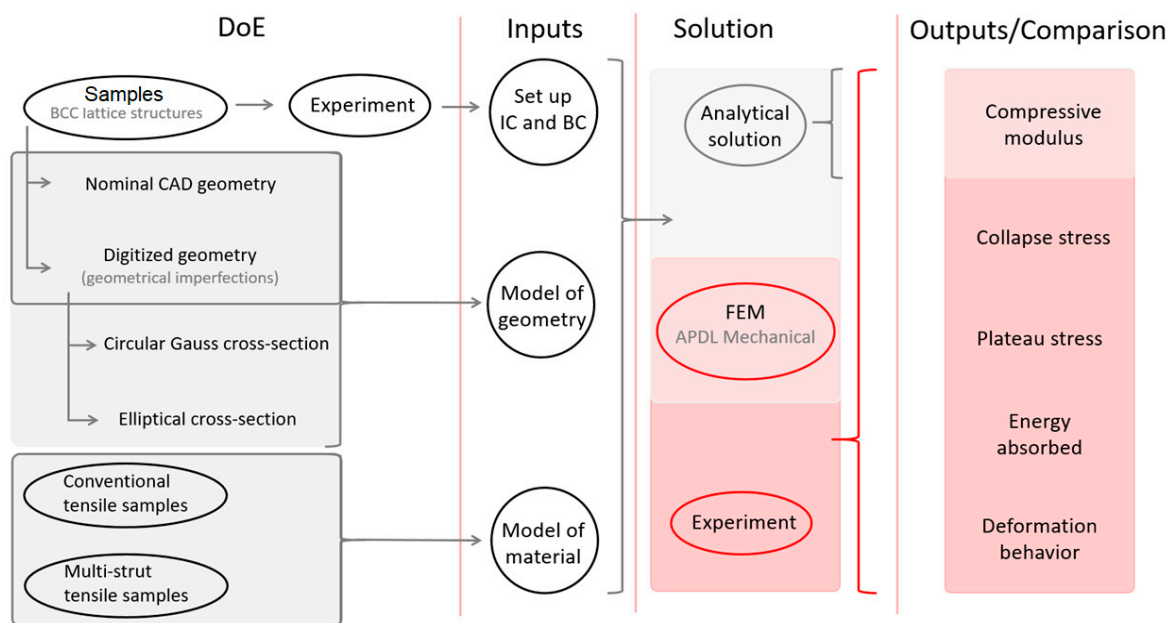 DoE
Inputs
Solution
Outputs/Comparison
Samples
BCC lattice structures
Experiment
Set up
IC and BC
Analytical
solution
Compressive
modulus
Nominal CAD geometry
Digitized geometry
(geometrical imperfections)
Circular Gauss cross-section
Elliptical cross-section
Model of
geometry
FEM
APDL Mechanical
Collapse stress
Plateau stress
Energy
absorbed
Conventional
tensile samples
Multi-strut
tensile samples
Model of
material
Experiment
Deformation
behavior